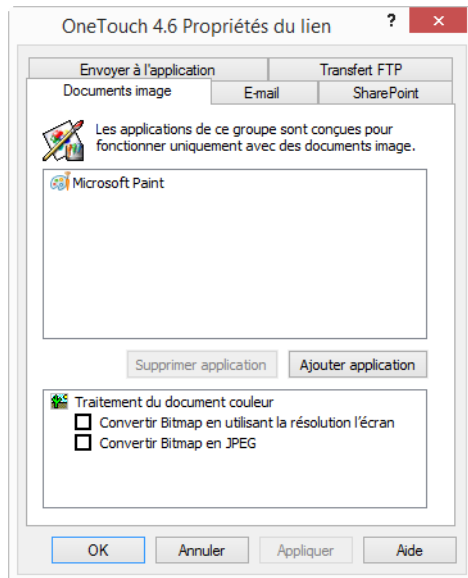 OneTouch 4.6 Propriétés du lien
?
×
Envoyer à l'application
Transfert FTP
Documents image
E-mail
SharePoint
Les applications de ce groupe sont conçues pour
fonctionner uniquement avec des documents image.
Microsoft Paint
Supprimer application
Ajouter application
Traitement du document couleur
Convertir Bitmap en utilisant la résolution l'écran
Convertir Bitmap en JPEG
OK
Annuler
Appliquer
Aide